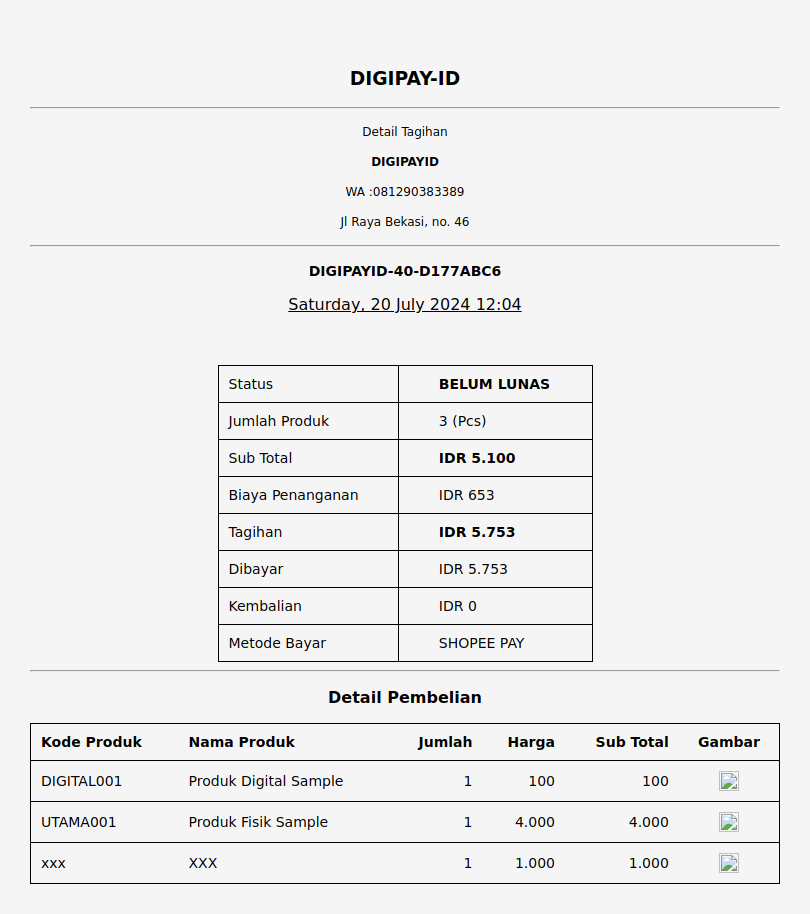 DIGIPAY-ID
Detail Tagihan
DIGIPAYID
WA :081290383389
Jl Raya Bekasi, no. 46
DIGIPAYID-40-D177ABC6
Saturday, 20 July 2024 12:04
Status BELUM LUNAS
Jumlah Produk 3 (Pcs)
Sub Total IDR 5.100
Biaya Penanganan IDR 653
Tagihan IDR 5.753
Dibayar IDR 5.753
Kembalian IDR 0
Metode Bayar SHOPEE PAY
Detail Pembelian
Kode Produk Nama Produk Jumlah Harga Sub Total Gambar
DIGITAL001 Produk Digital Sample 1 100 100
UTAMA001 Produk Fisik Sample 1 4.000 4.000
xxx XXX 1 1.000 1.000